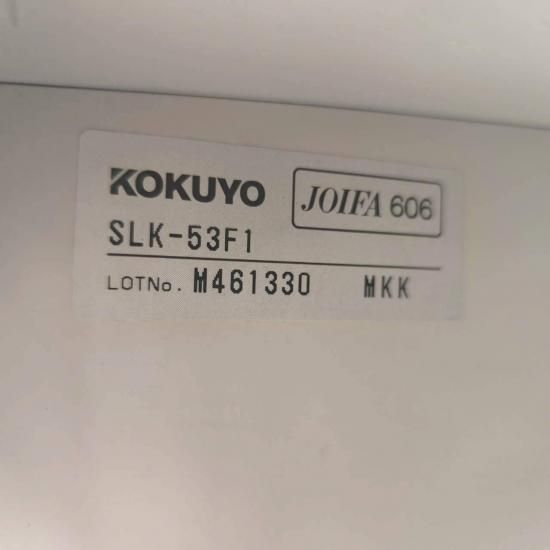 KOKUYO JOIFA 606
SLK-53F1
LOTNo. M461330 MKK